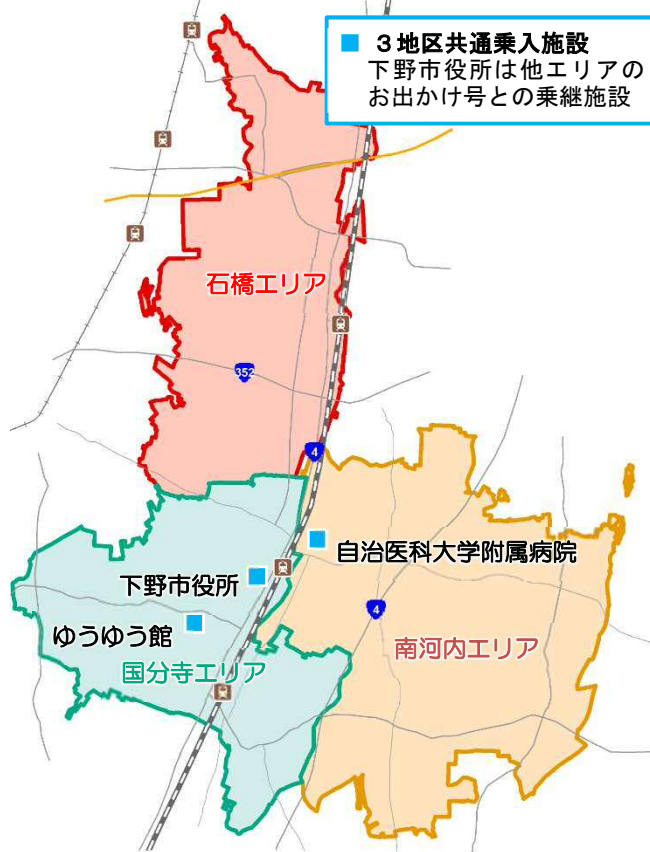 3地区共通乗入施設
下野市役所は他エリアの
お出かけ号との乗継施設
石橋エリア
352
4
自治医科大学附属病院
下野市役所
4
ゆうゆう館
南河内エリア
国分寺エリア